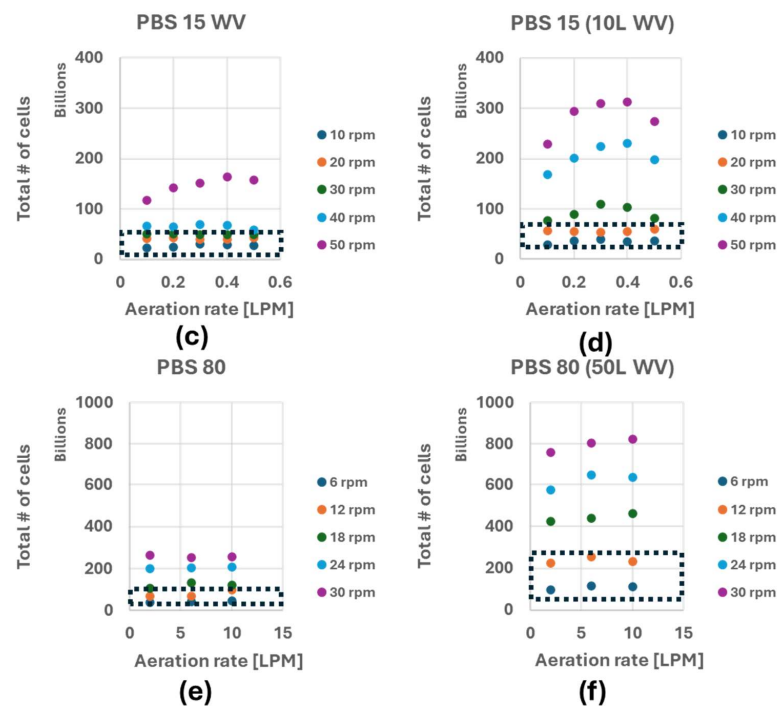 PBS 15 WV
Total # of cells
Billions
400
300
200
100
0
0 0.2 0.4 0.6
Aeration rate [LPM]
10 rpm
20 rpm
30 rpm
40 rpm
50 rpm
(c)
PBS 15 (10L WV)
Total # of cells
Billions
400
300
200
100
0
0 0.2 0.4 0.6
Aeration rate [LPM]
10 rpm
20 rpm
30 rpm
40 rpm
50 rpm
(d)
PBS 80
Total # of cells
Billions
1000
800
600
400
200
0
0 5 10 15
Aeration rate [LPM]
6 rpm
12 rpm
18 rpm
24 rpm
30 rpm
(e)
PBS 80 (50L WV)
Total # of cells
Billions
1000
800
600
400
200
0
0 5 10 15
Aeration rate [LPM]
6 rpm
12 rpm
18 rpm
24 rpm
30 rpm
(f)